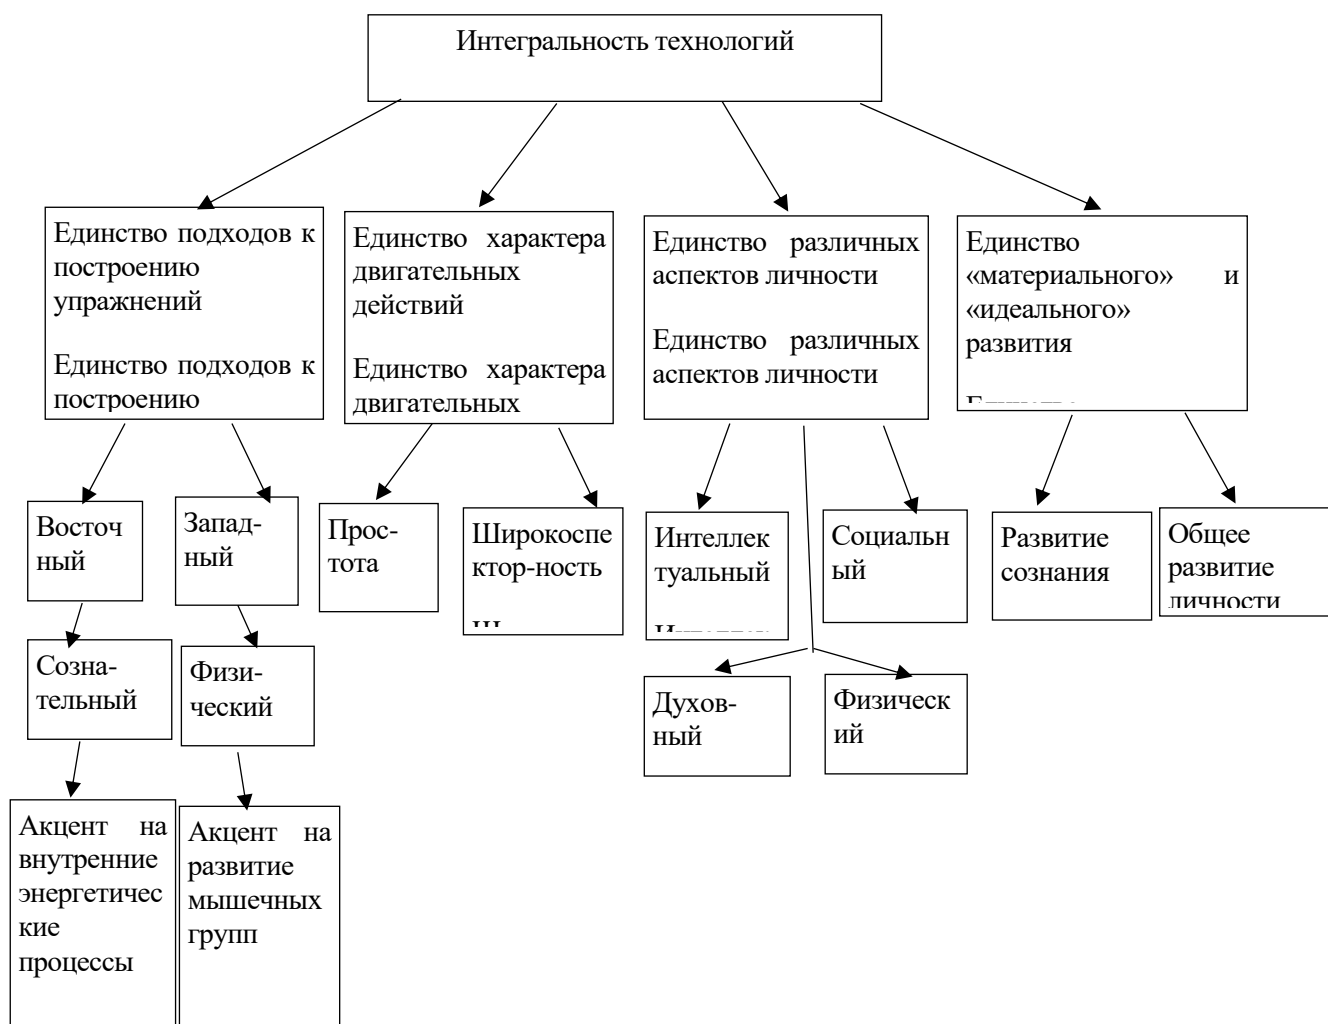 Интегральность технологий
Единство подходов к
построению
упражнений
Единство подходов к
построению
Единство характера
двигательных
действий
Единство характера
двигательных
Единство различных
аспектов личности
Единство различных
аспектов личности
Единство
«материального» и
«идеального»
развития
Восточ
ный
Запад-
ный
Прос-
тота
Широкоспе
ктор-ность
Интеллек
туальный
Социальн
ый
Развитие
сознания
Общее
развитие
личности
Созна-
тельный
Физи-
ческий
Духов-
ный
Физическ
ий
Акцент на
внутренние
энергетичес
кие
процессы
Акцент на
развитие
мышечных
групп